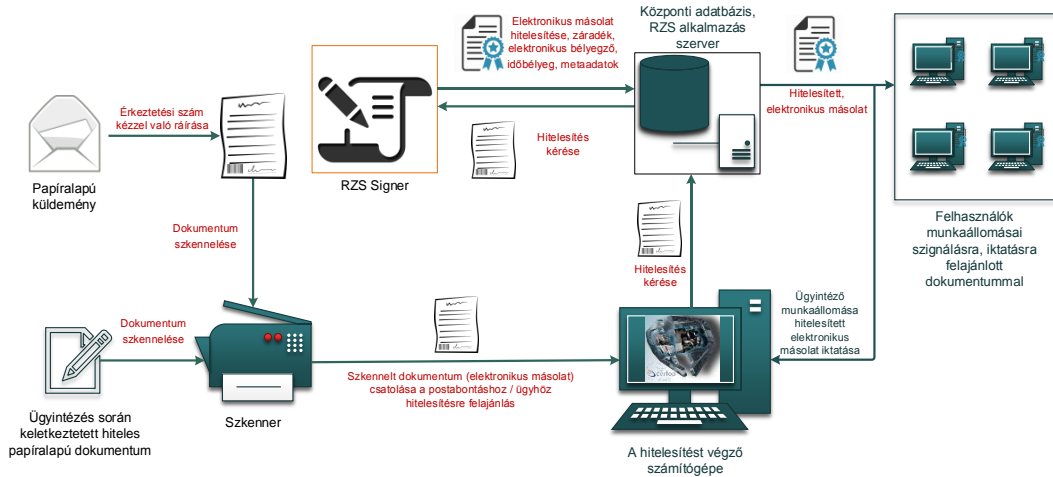 Elektronikus másolat
hitelesítése, záradék,
elektronikus bélyegző,
időbélyeg, metaadatok
Központi adatbázis,
RZS alkalmazás
szerver
Érkeztetési szám
kézzel való ráírása
Hitelesített,
elektronikus másolat
Hitelesítés
kérése
Papíralapú
küldemény
RZS Signer
Felhasználók
munkaállomásai
szignálásra, iktatásra
felajánlott
dokumentummal
Dokumentum
szkennelése
Hitelesítés
kérése
Ügyintéző
munkaállomása
hitelesített
elektronikus
másolat iktatása
Dokumentum
szkennelése
Szkennelt dokumentum (elektronikus másolat)
csatolása a postabontáshoz / ügyhöz
hitelesítésre felajánlás
Ügyintézés során
keletkeztetett hiteles
papíralapú dokumentum
Szkenner
A hitelesítést végző
számítógépe